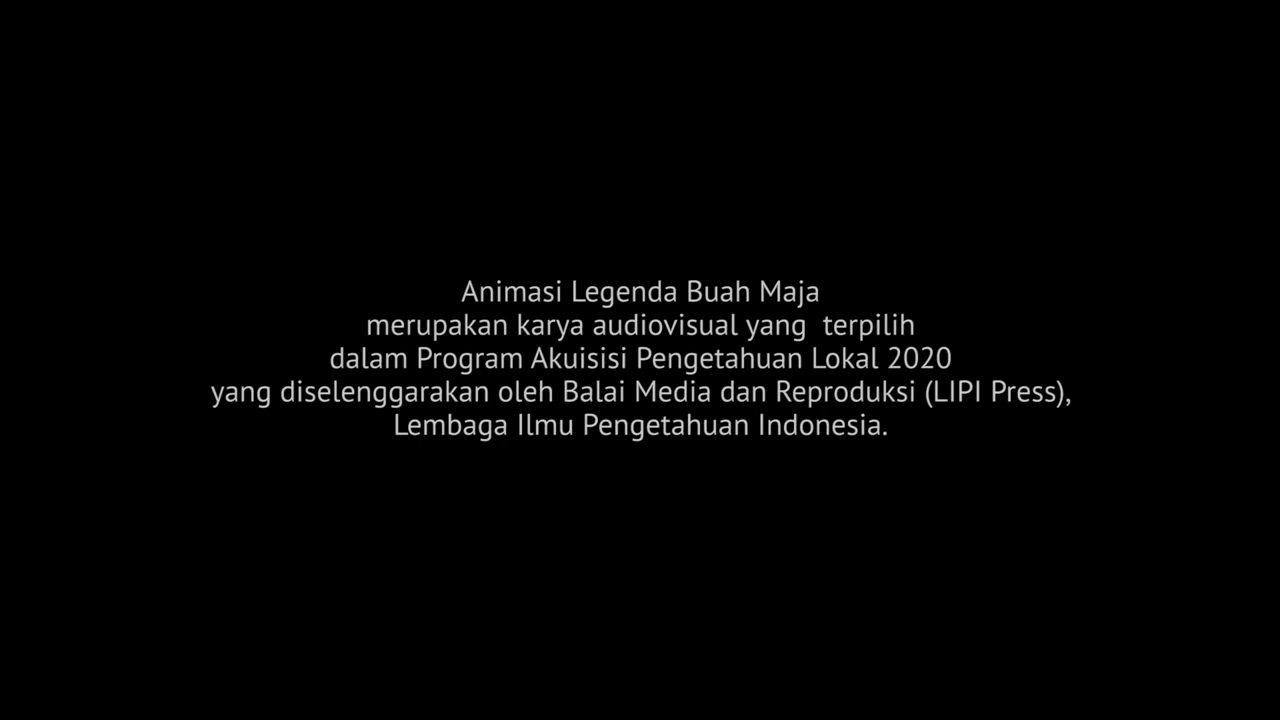 Animasi Legenda Buah Maja
merupakan karya audiovisual yang  terpilih
dalam Program Akuisisi Pengetahuan Lokal 2020
yang diselenggarakan oleh Balai Media dan Reproduksi (LIPI Press),
Lembaga Ilmu Pengetahuan Indonesia.